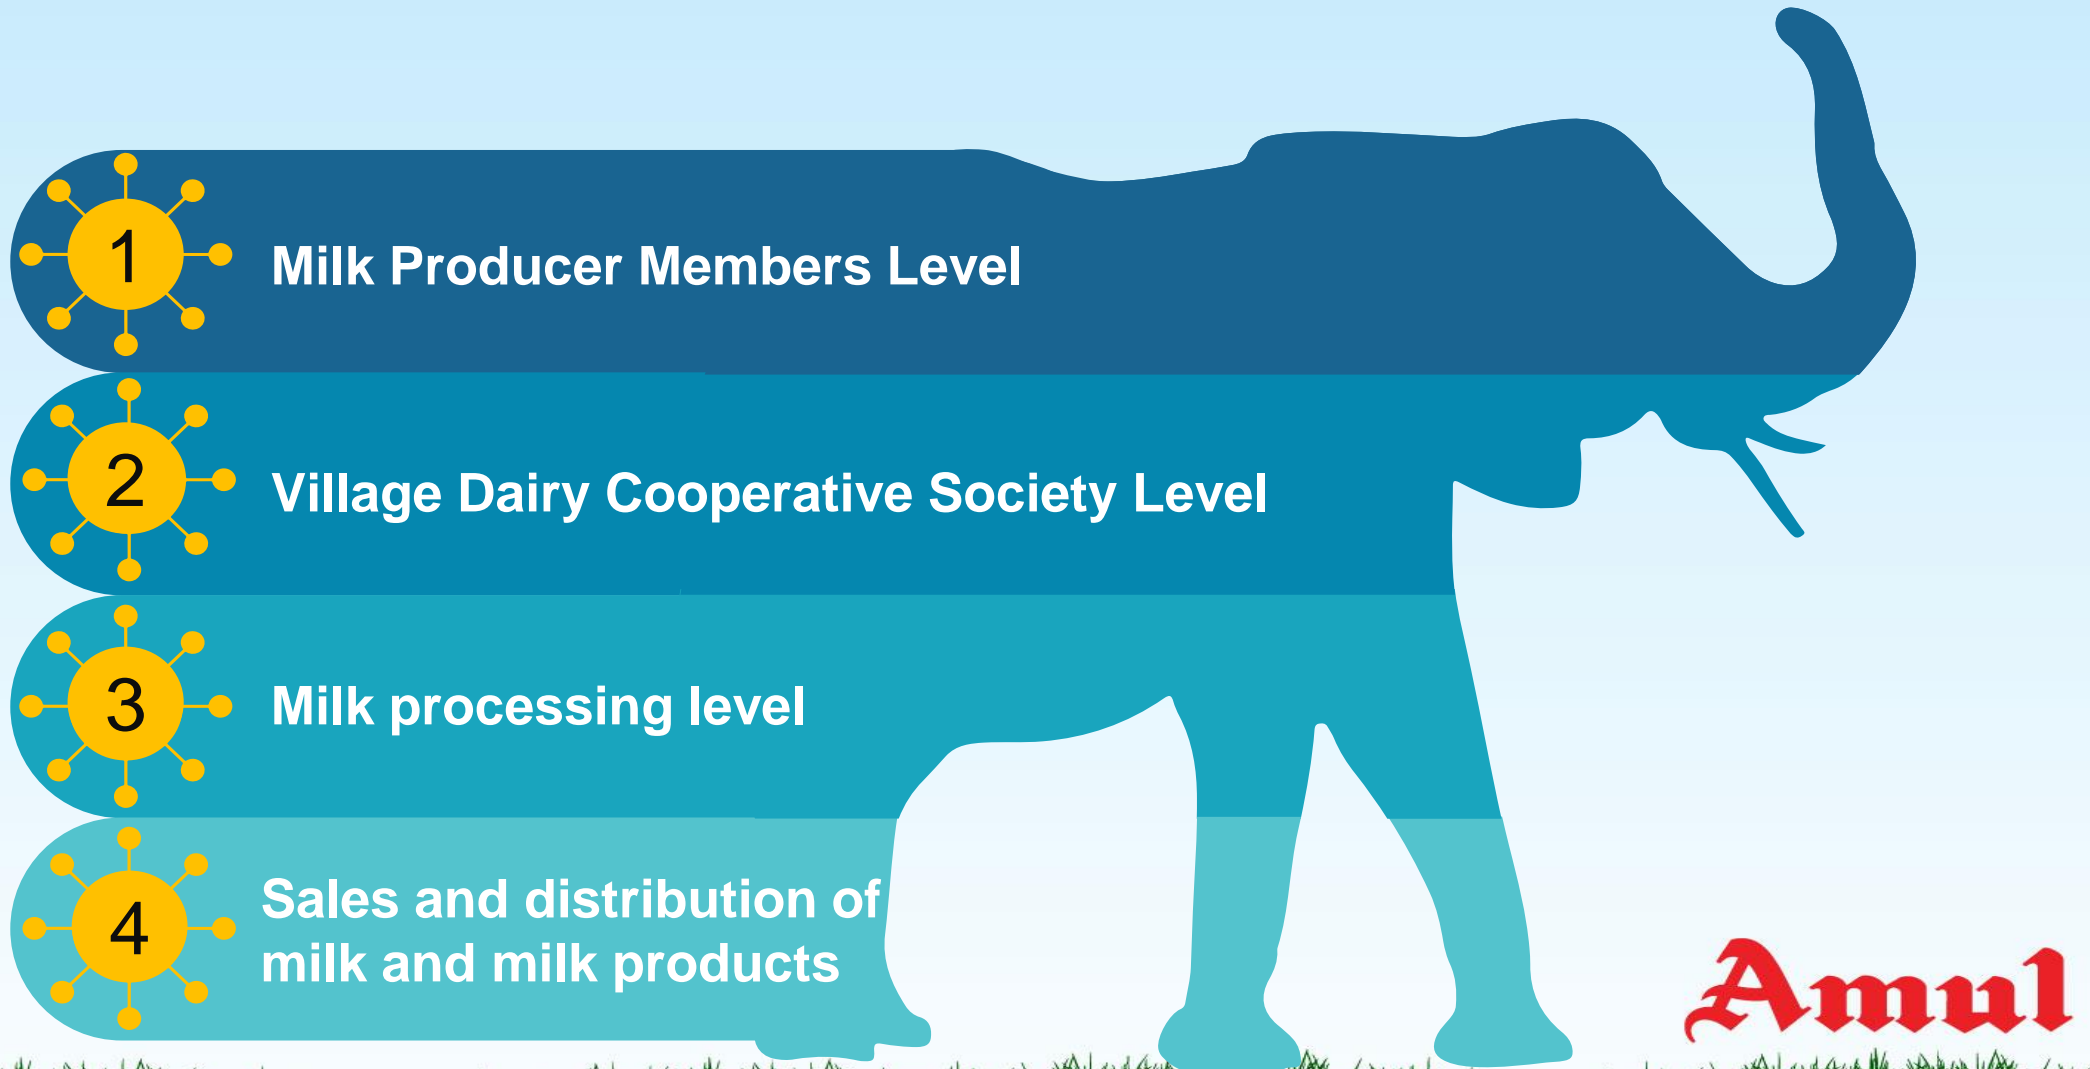 1
Milk Producer Members Level
2
Village Dairy Cooperative Society Level
3
Milk processing level
4
Sales and distribution of
milk and milk products
Amul